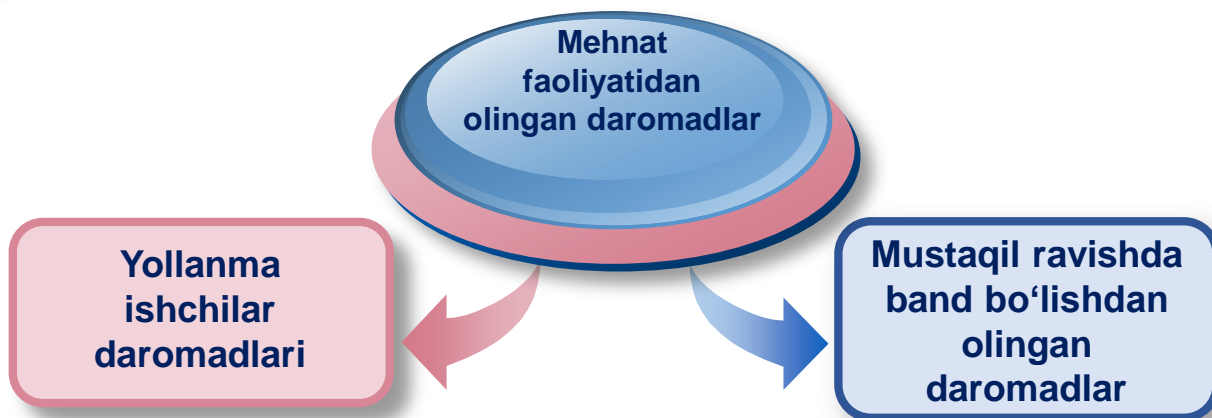 Mehnat
faoliyatidan
olingan daromadlar
Yollanma
ishchilar
daromadlari
Mustaqil ravishda
band bo‘lishdan
olingan
daromadlar